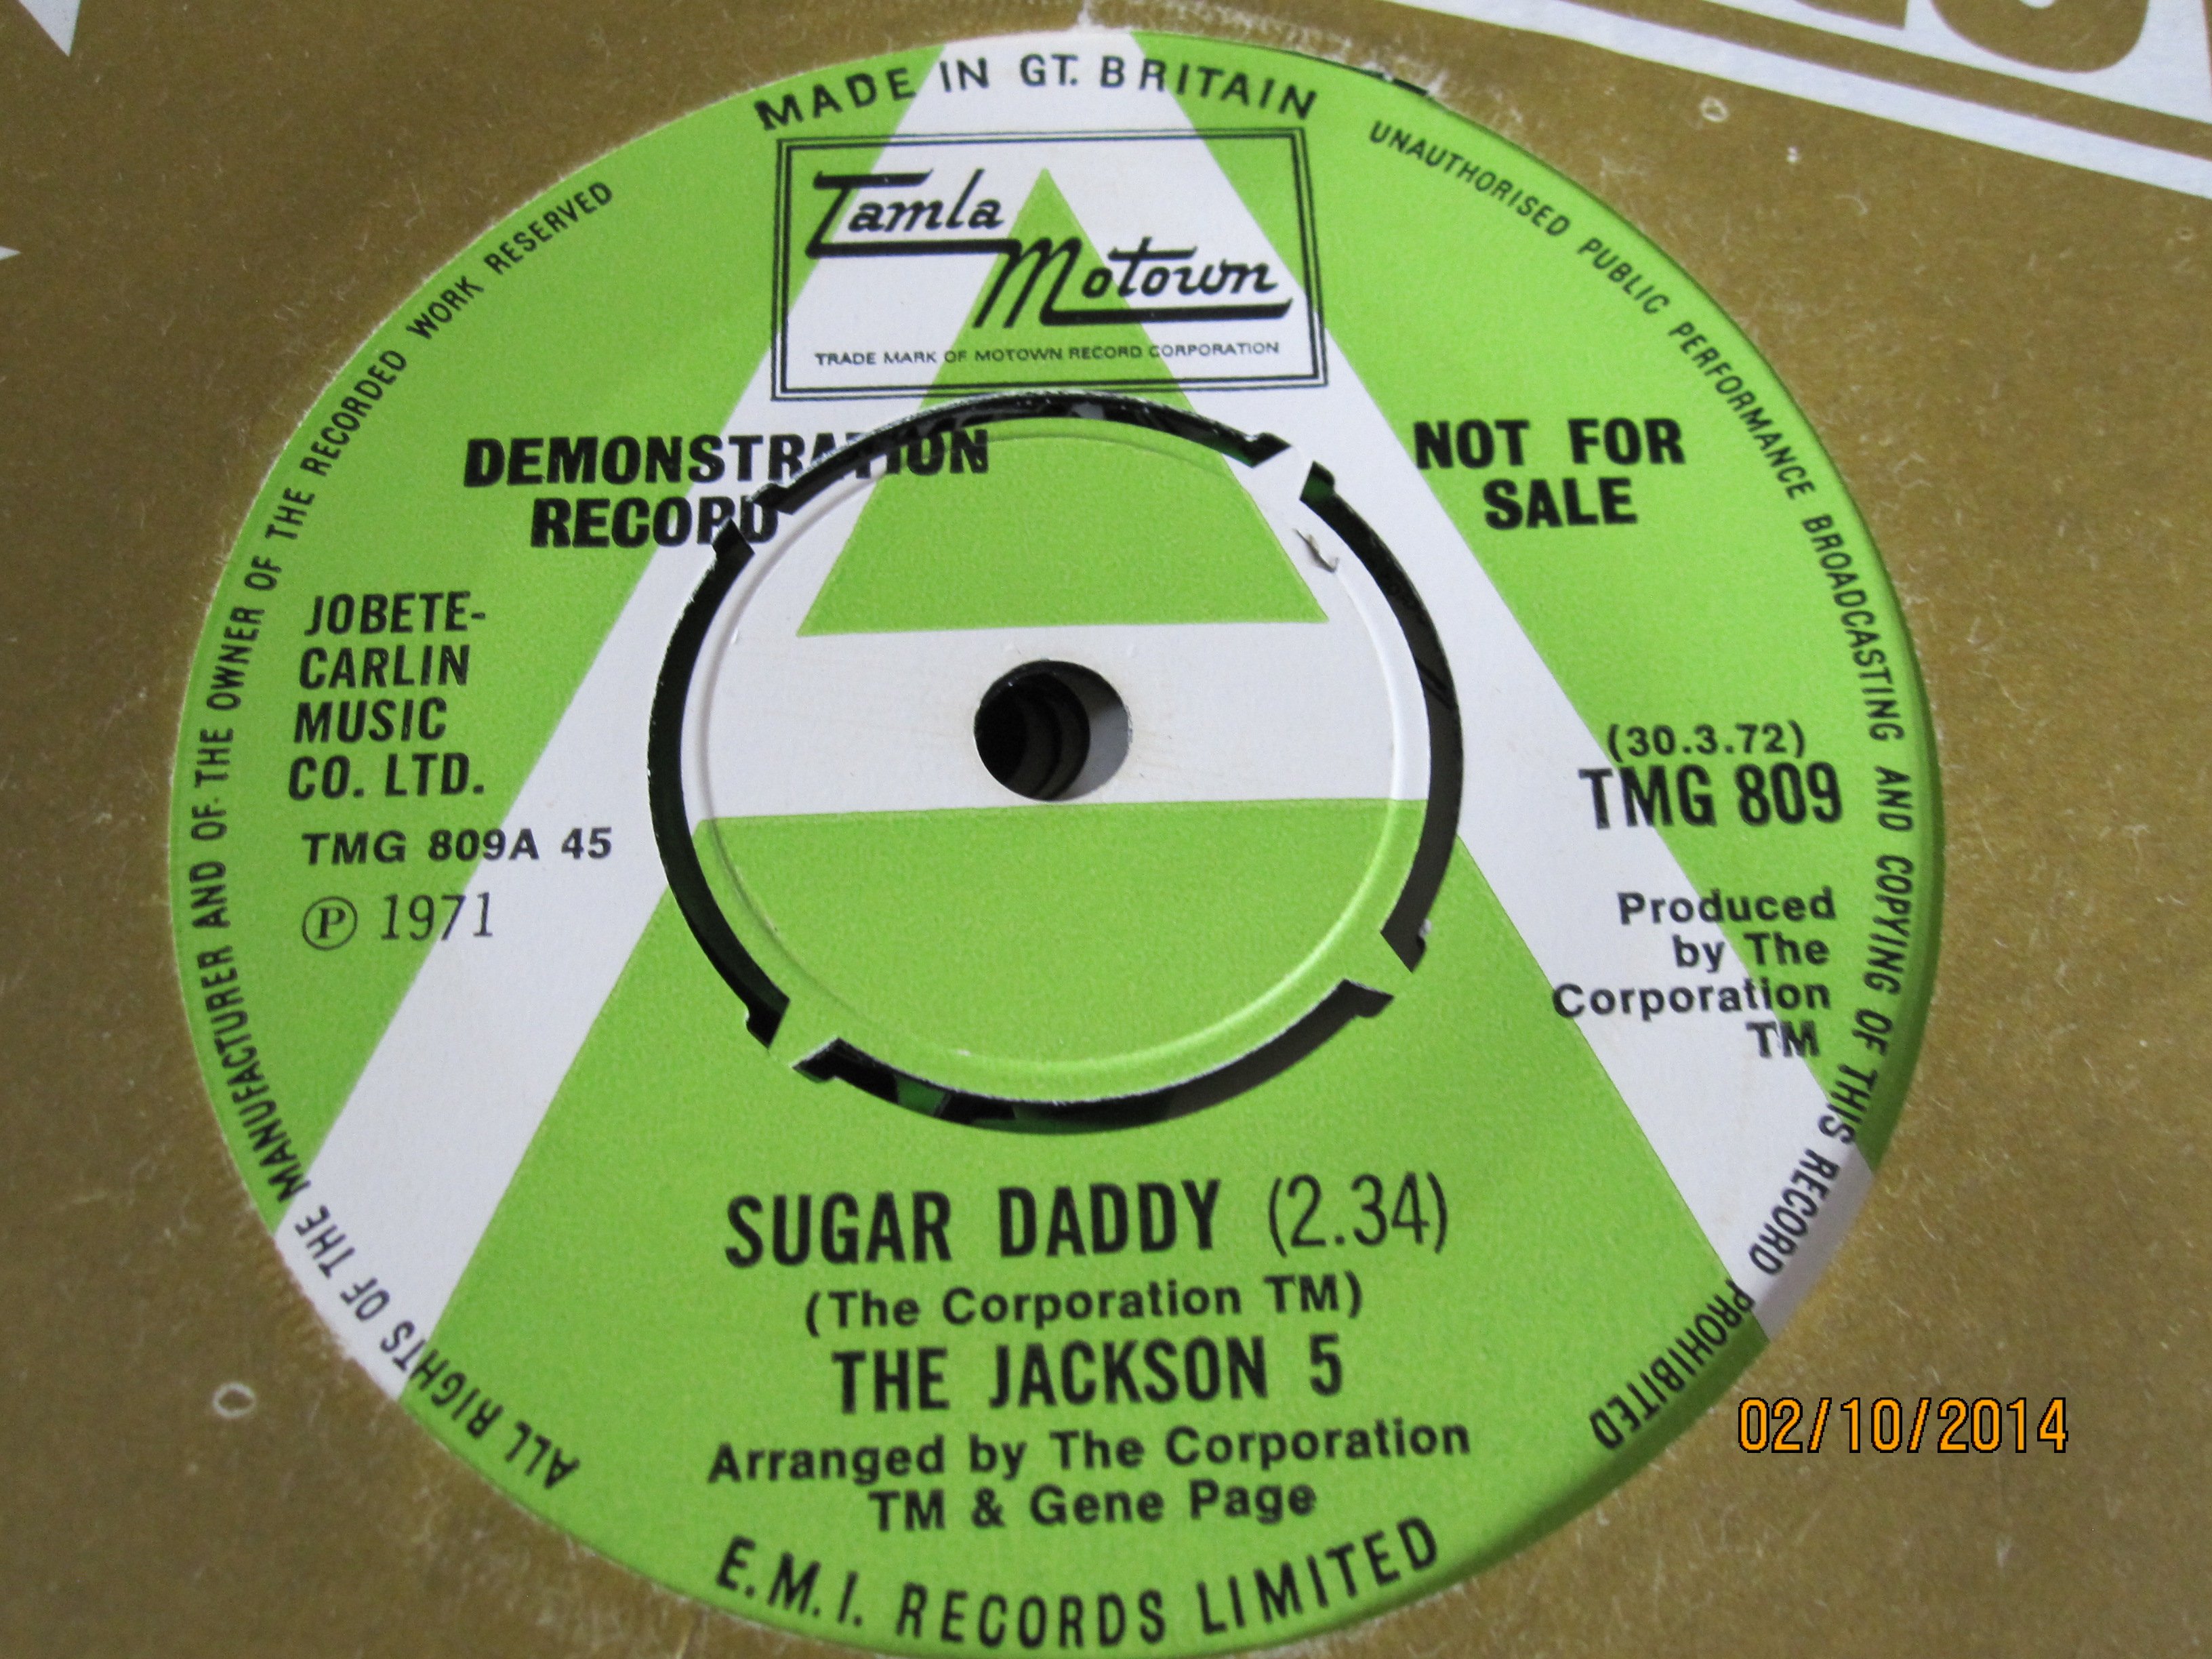 MADE IN GT. BRITAIN
Tamla
Motown
TRADE MARK OF MOTOWN RECORD CORPORATION
DEMONSTRATION
RECORD
NOT FOR
SALE
JOBETE-
CARLIN
MUSIC
CO. LTD.
TMG 809A 45
Ⓟ 1971
(30.3.72)
TMG 809
Produced
by The
Corporation
TM
SUGAR DADDY (2.34)
(The Corporation TM)
THE JACKSON 5
Arranged by The Corporation
TM & Gene Page
E.M.I. RECORDS LIMITED
ALL RIGHTS OF THE MANUFACTURER AND OF THE OWNER OF THE RECORDED WORK RESERVED
UNAUTHORISED PUBLIC PERFORMANCE BROADCASTING AND COPYING OF THIS RECORD PROHIBITED
02/10/2014